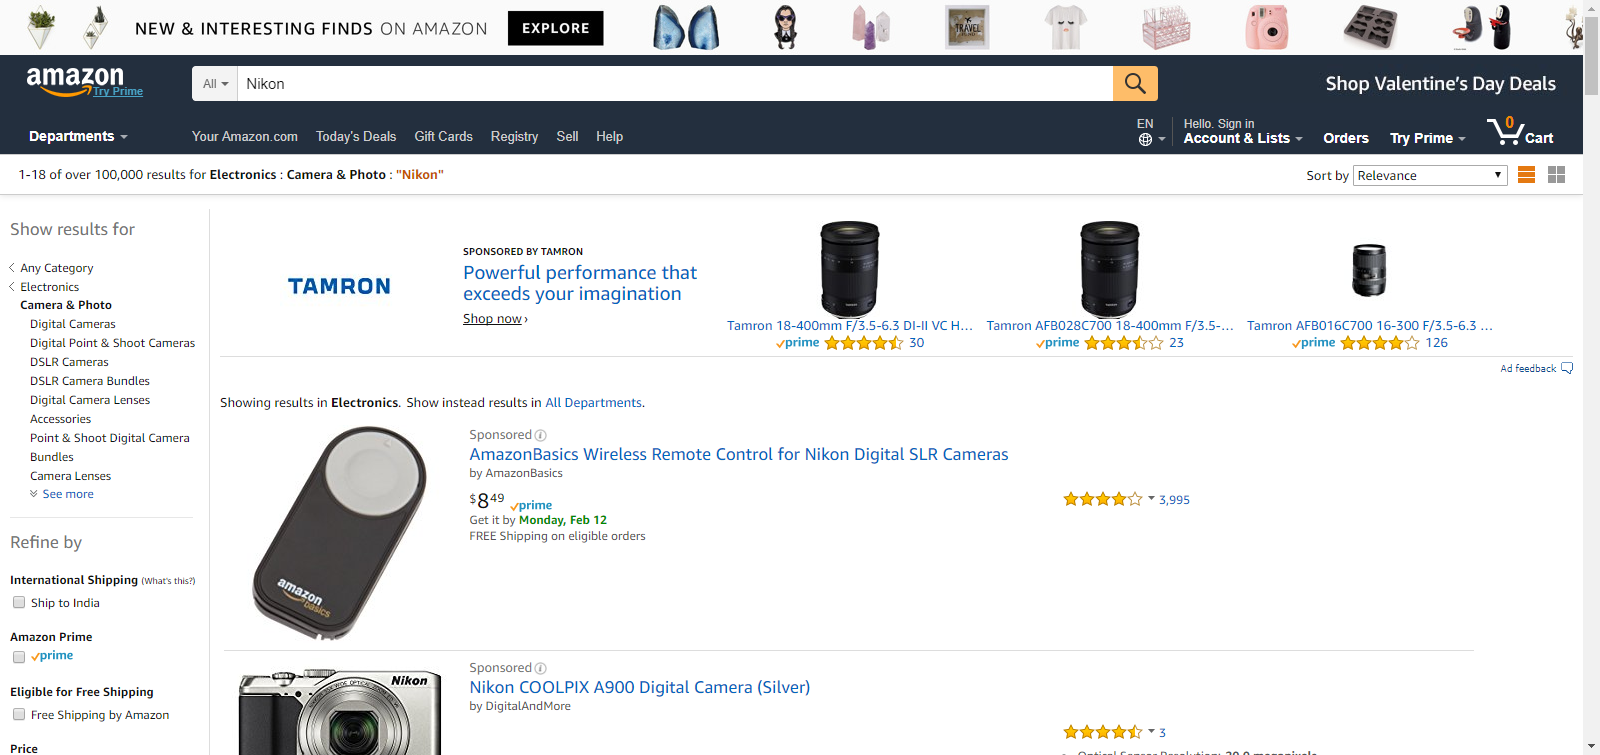 NEW & INTERESTING FINDS ON AMAZON EXPLORE
TRAVEL
amazon
Try Prime
All
Nikon
Shop Valentine's Day Deals
Departments
Your Amazon.com Today's Deals Gift Cards Registry Sell Help
EN
Hello. Sign in
Account & Lists
Orders
Try Prime
0
Cart
1-18 of over 100,000 results for Electronics : Camera & Photo : "Nikon"
Sort by Relevance
Show results for
Any Category
Electronics
Camera & Photo
Digital Cameras
Digital Point & Shoot Cameras
DSLR Cameras
DSLR Camera Bundles
Digital Camera Lenses
Accessories
Point & Shoot Digital Camera
Bundles
Camera Lenses
See more
Refine by
International Shipping (What's this?)
Ship to India
Amazon Prime
prime
Eligible for Free Shipping
Free Shipping by Amazon
Price
TAMRON
SPONSORED BY TAMRON
Powerful performance that
exceeds your imagination
Shop now ›
Tamron 18-400mm F/3.5-6.3 DI-II VC H...
prime 30
Tamron AFB028C700 18-400mm F/3.5-...
prime 23
Tamron AFB016C700 16-300 F/3.5-6.3 ...
prime 126
Ad feedback
Showing results in Electronics. Show instead results in All Departments.
amazon
basics
Sponsored
AmazonBasics Wireless Remote Control for Nikon Digital SLR Cameras
by AmazonBasics
$8 49 prime
Get it by Monday, Feb 12
FREE Shipping on eligible orders
3,995
Nikon
Sponsored
Nikon COOLPIX A900 Digital Camera (Silver)
by DigitalAndMore
3
Optical Sensor Resolution: 20.0 megapixels